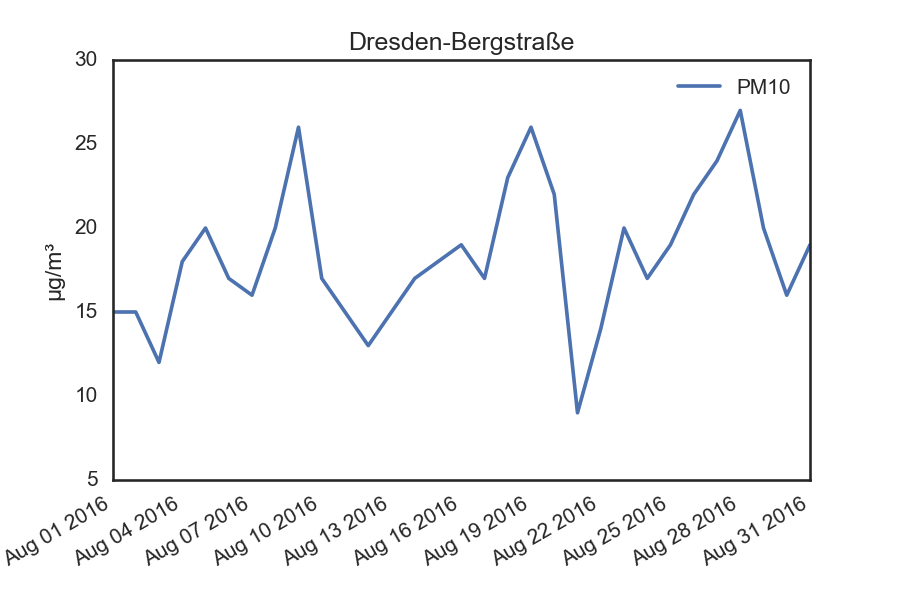 Dresden-Bergstraße
30
25
20
15
10
5
µg/m³
PM10
Aug 01 2016
Aug 04 2016
Aug 07 2016
Aug 10 2016
Aug 13 2016
Aug 16 2016
Aug 19 2016
Aug 22 2016
Aug 25 2016
Aug 28 2016
Aug 31 2016